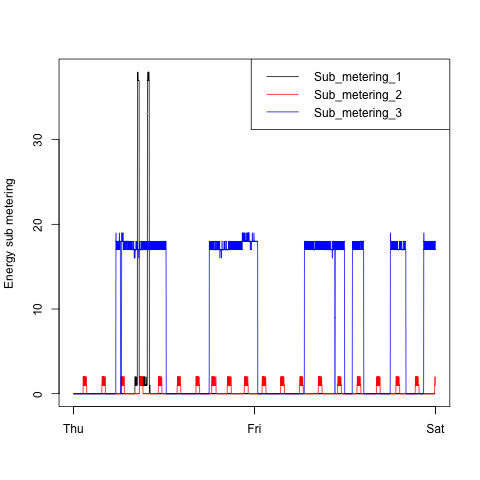 Sub_metering_1
Sub_metering_2
Sub_metering_3
Energy sub metering
30
20
10
0
Thu Fri Sat